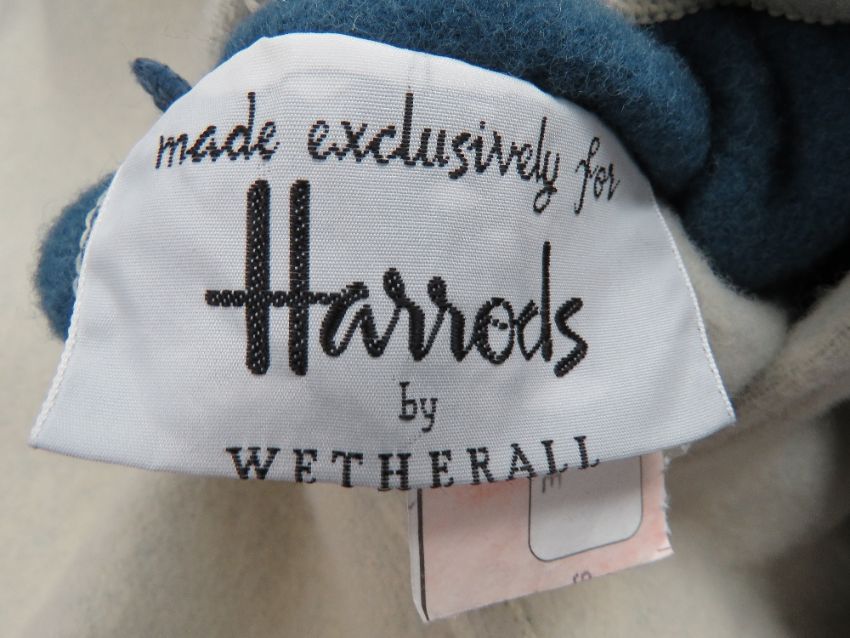 made exclusively for
Harrods
by
WETHERALL